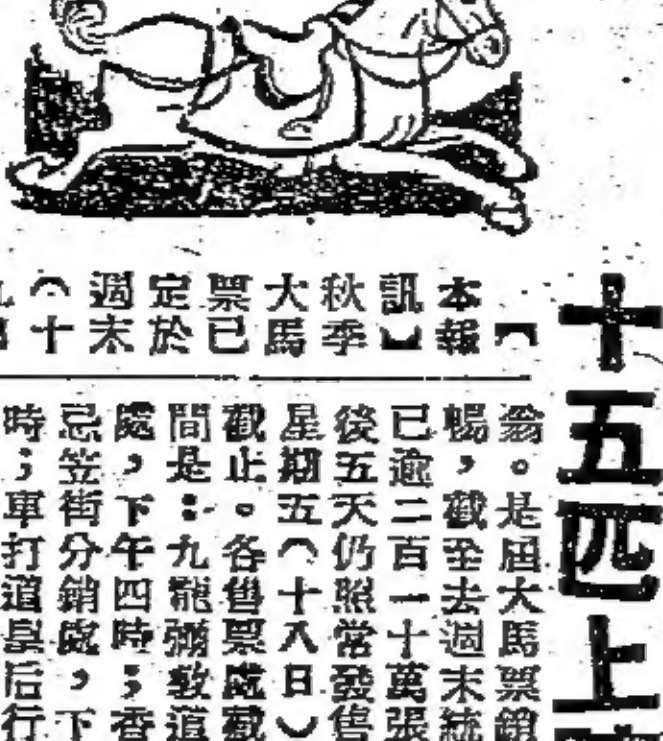 十五匹上
【本報
訊】
秋季
大馬
票已
定於
週末
（十
翁。是屆大馬票銷
暢，截至去週末統
已逾二百一十萬張
後五天仍照常發售
星期五（十八日）
截止。各售票處截
間是：九龍彌敦道
處，下午四時；香
忌笠街分銷處，下
時；車打道皇后行